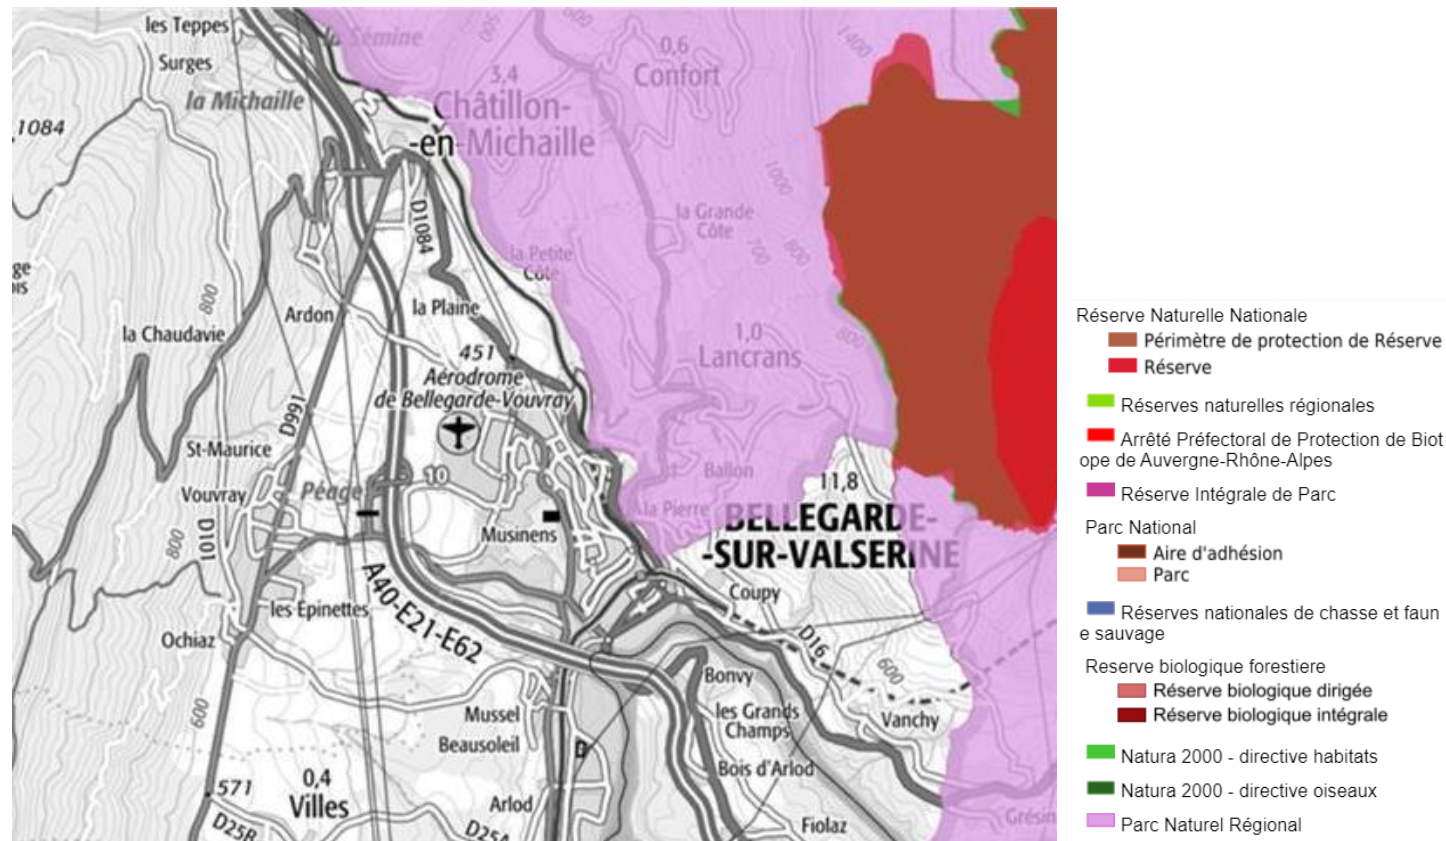 les Teppes
la Sémine
500
600
1400
Surges
0,6
Confort
3,4
la Michaille
Châtillon-
-en-Michaille
1084
1000
la Grande
Côte
D1084
700
800
la Petite
Côte
ge
is
800
Ardon
la Plaine
la Chaudavie
1,0
Lancrans
800
451
Aérodrome
de Bellegarde-Vouvray
D991
St-Maurice
10
Ballon
Péage
11,8
Vouvray
la Pierre
BELLEGARDE-
-SUR-VALSERINE
Musinens
D101
800
Coupy
A40-E21-E62
les Épinettes
D16
Ochiaz
600
Bonvy
600
Mussel
les Grands
Champs
Vanchy
Beausoleil
D
Bois d'Arlod
0,4
Villes
571
Arlod
D25B
D25A
Fiolaz
Grésin
Réserve Naturelle Nationale
Périmètre de protection de Réserve
Réserve
Réserves naturelles régionales
Arrêté Préfectoral de Protection de Biot
ope de Auvergne-Rhône-Alpes
Réserve Intégrale de Parc
Parc National
Aire d'adhésion
Parc
Réserves nationales de chasse et faun
e sauvage
Reserve biologique forestiere
Réserve biologique dirigée
Réserve biologique intégrale
Natura 2000 - directive habitats
Natura 2000 - directive oiseaux
Parc Naturel Régional